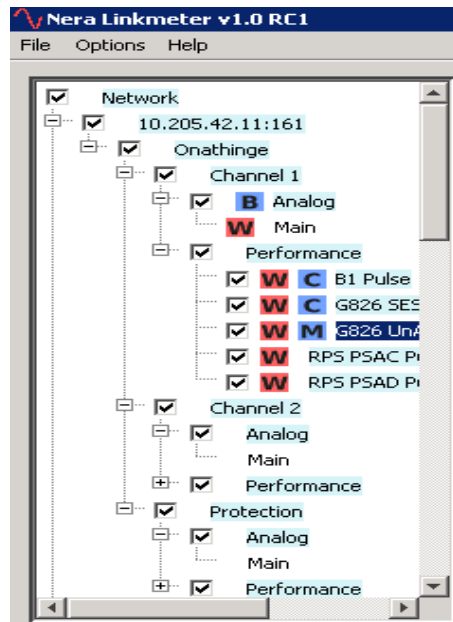 Nera Linkmeter v1.0 RC1
File Options Help
Network
10.205.42.11:161
Onathinge
Channel 1
B Analog
W Main
Performance
W C B1 Pulse
W C G826 SES
W M G826 UnA
W RPS PSAC P
W RPS PSAD P
Channel 2
Analog
Main
Performance
Protection
Analog
Main
Performance